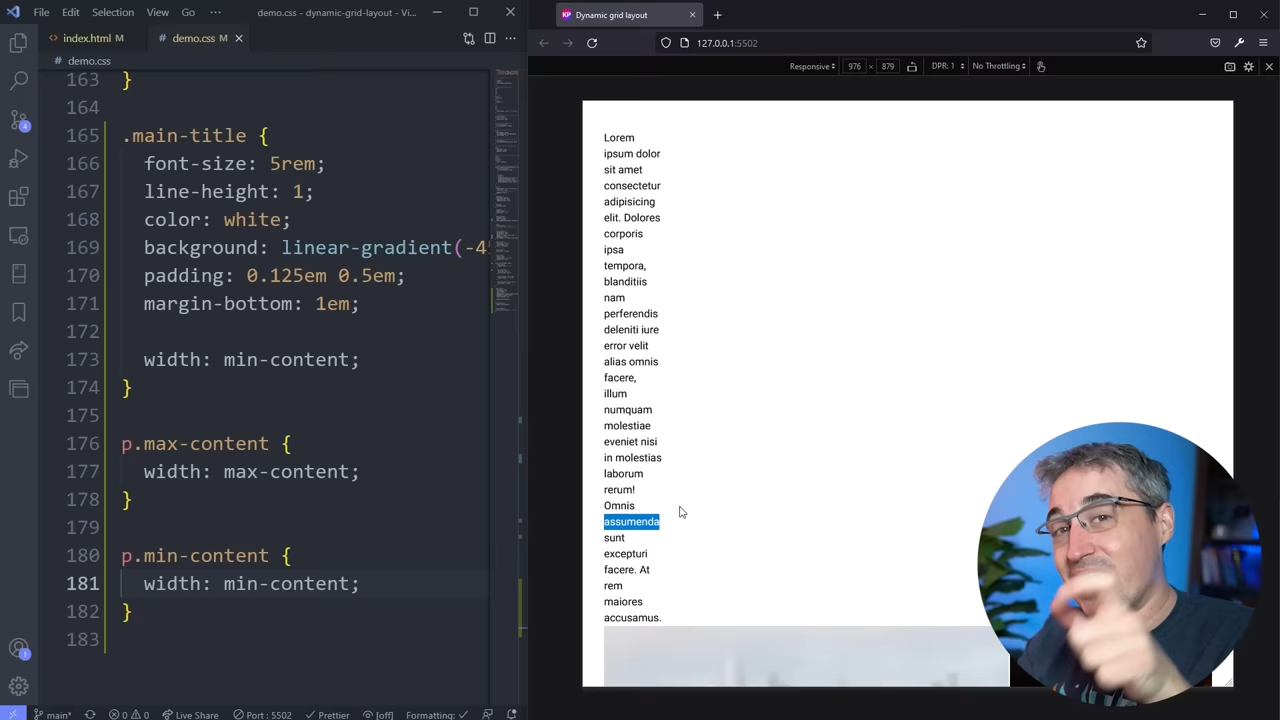 File Edit Selection View Go ··· demo.css - dynamic-grid-layout - Vi...
index.html M demo.css M
demo.css
163 }
164
165 .main-title {
166 font-size: 5rem;
167 line-height: 1;
168 color: white;
169 background: linear-gradient(-4
170 padding: 0.125em 0.5em;
171 margin-bottom: 1em;
172
173 width: min-content;
174 }
175
176 p.max-content {
177 width: max-content;
178 }
179
180 p.min-content {
181 width: min-content;
182 }
183
4
1
main* 0 0 Live Share Port : 5502 Prettier [off] Formatting:
KP Dynamic grid layout
127.0.0.1:5502
Responsive 976 × 879 DPR: 1 No Throttling
Lorem
ipsum dolor
sit amet
consectetur
adipisicing
elit. Dolores
corporis
ipsa
tempora,
blanditiis
nam
perferendis
deleniti iure
error velit
alias omnis
facere,
illum
numquam
molestiae
eveniet nisi
in molestias
laborum
rerum!
Omnis
assumenda
sunt
excepturi
facere. At
rem
maiores
accusamus.